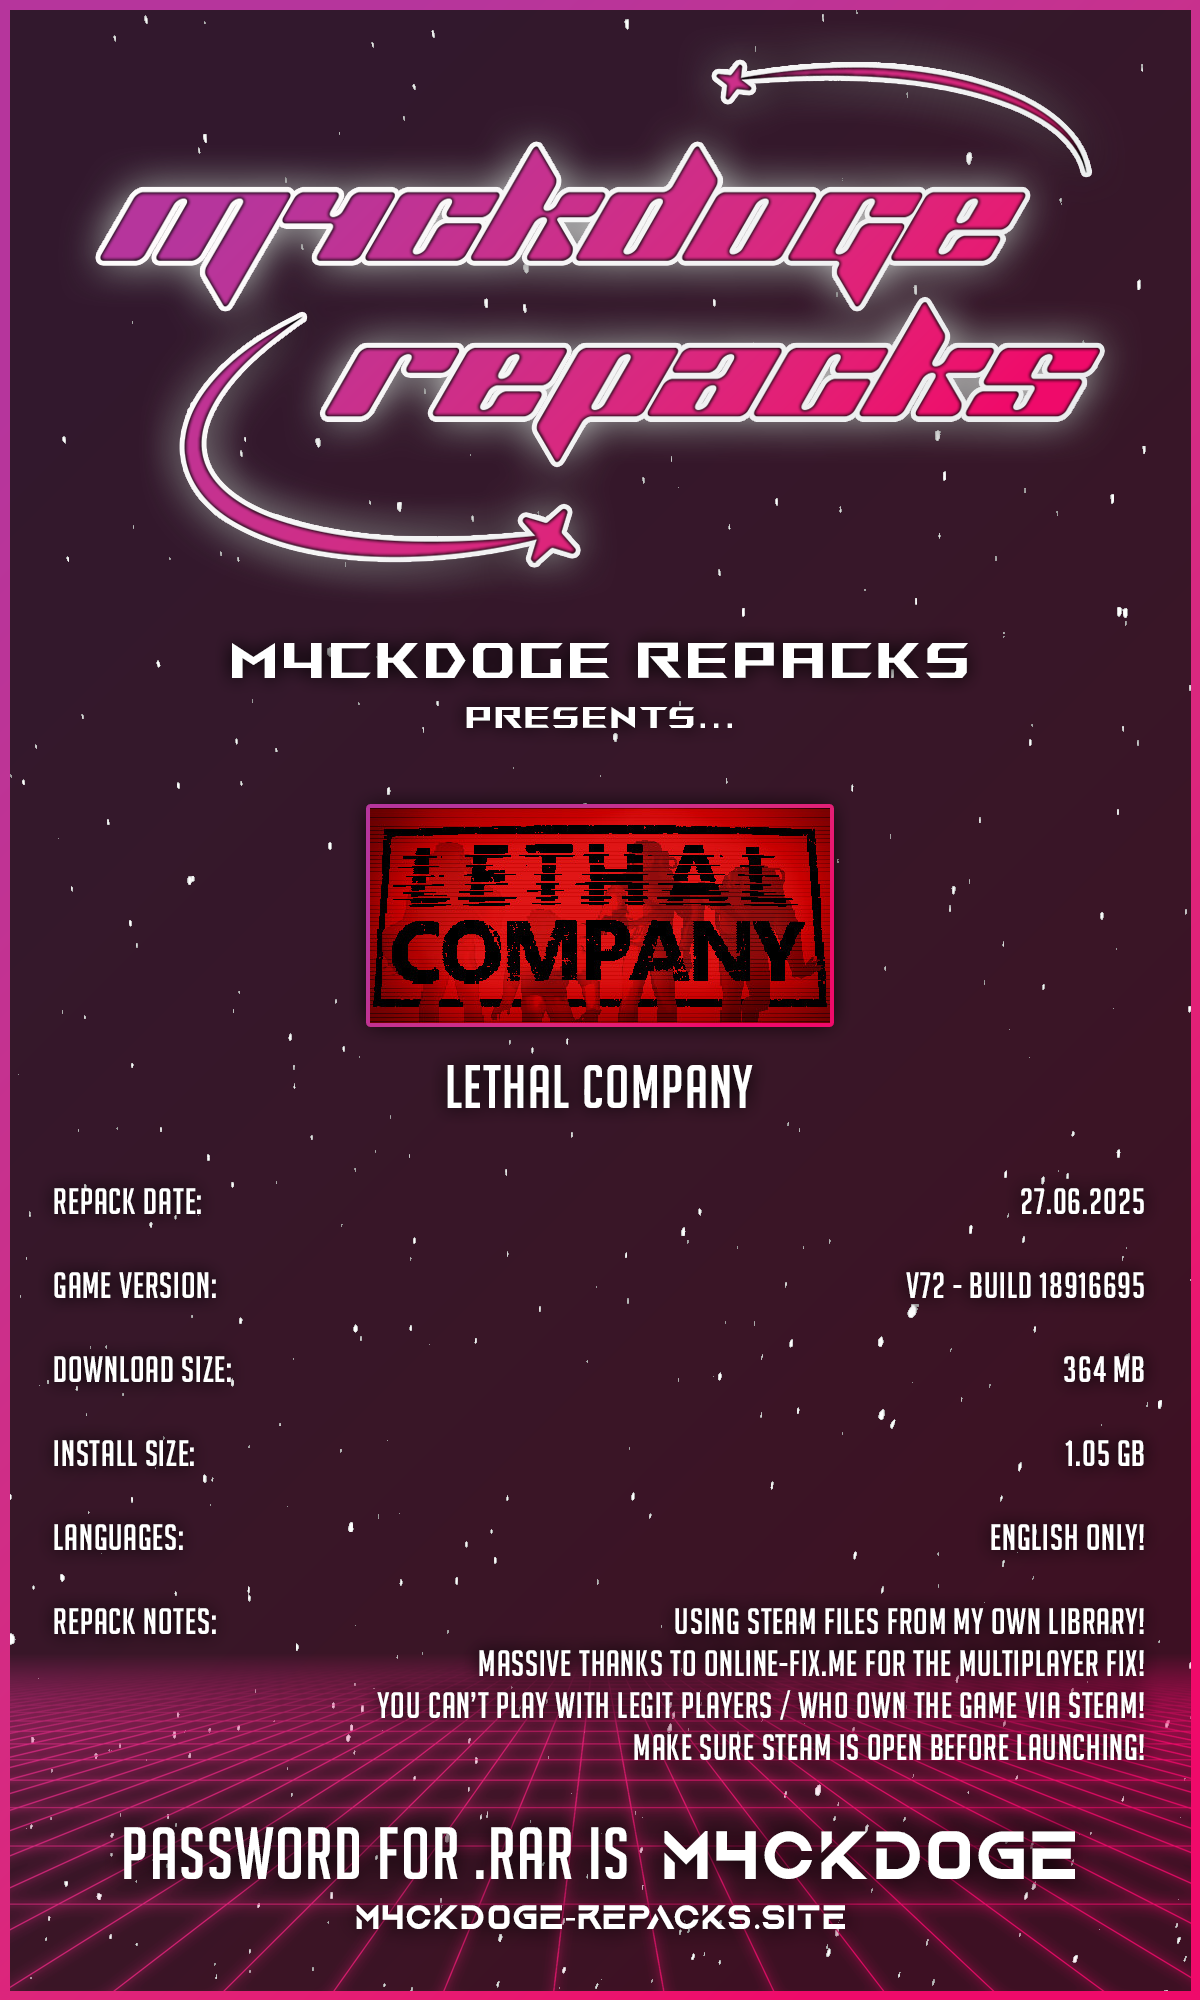 m4ckdoge
repacks
M4CKDOGE REPACKS
PRESENTS...
LETHAL
COMPANY
LETHAL COMPANY
REPACK DATE: 27.06.2025
GAME VERSION: V72 - BUILD 18916695
DOWNLOAD SIZE: 364 MB
INSTALL SIZE: 1.05 GB
LANGUAGES: ENGLISH ONLY!
REPACK NOTES: USING STEAM FILES FROM MY OWN LIBRARY!
MASSIVE THANKS TO ONLINE-FIX.ME FOR THE MULTIPLAYER FIX!
YOU CAN'T PLAY WITH LEGIT PLAYERS / WHO OWN THE GAME VIA STEAM!
MAKE SURE STEAM IS OPEN BEFORE LAUNCHING!
PASSWORD FOR .RAR IS M4CKDOGE
M4CKDOGE-REPACKS.SITE